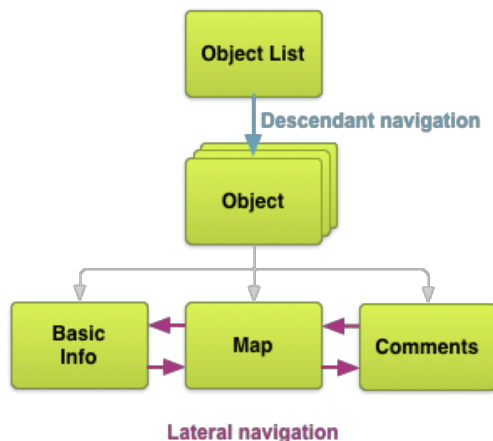 Object List
Descendant navigation
Object
Basic
Info
Map
Comments
Lateral navigation